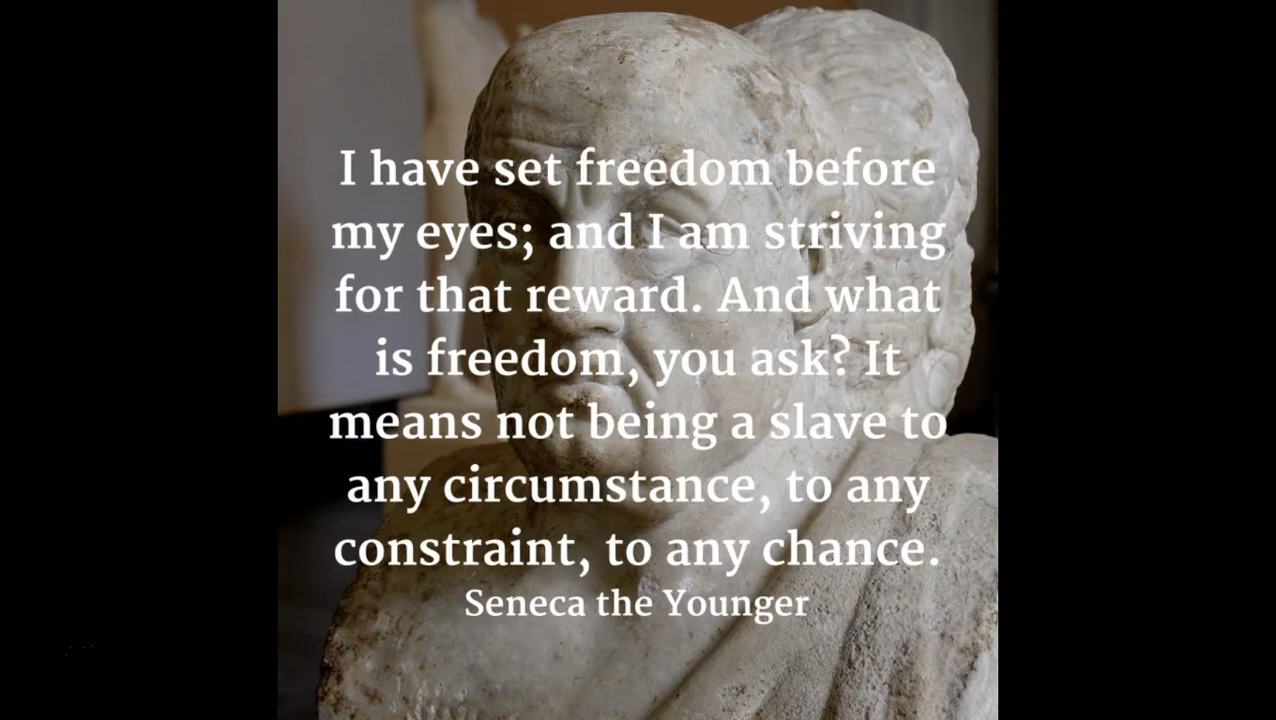 I have set freedom before
my eyes; and I am striving
for that reward. And what
is freedom, you ask? It
means not being a slave to
any circumstance, to any
constraint, to any chance.
Seneca the Younger